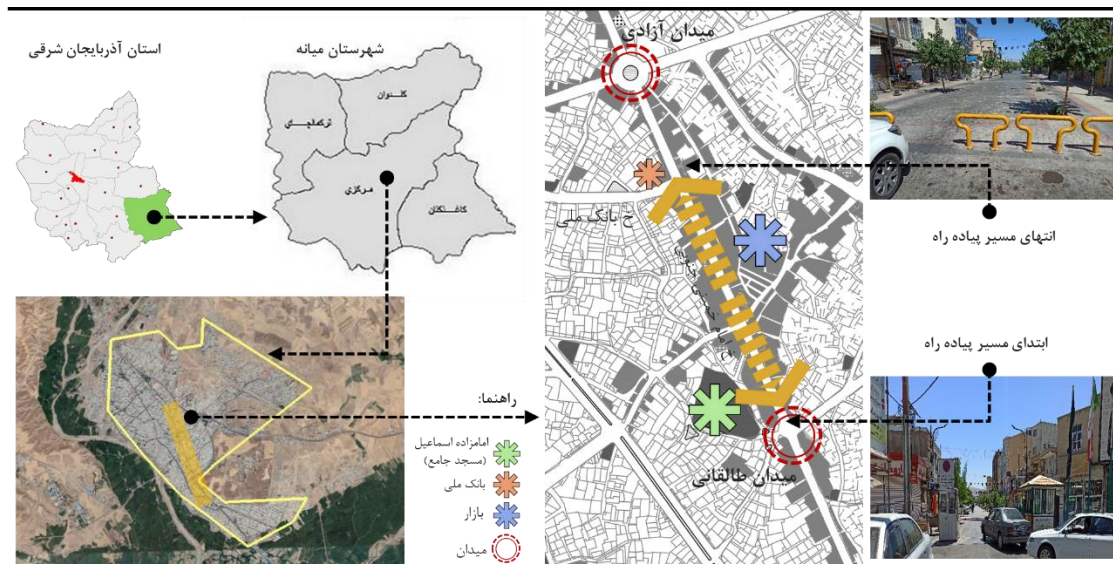 استان آذربایجان شرقی
شهرستان میانه
کندوان
ترکمانچای
مرکزی
کاغذکنان
میدان آزادی
خ بانک ملی
میدان طالقانی
انتهای مسیر پیاده راه
ابتدای مسیر پیاده راه
راهنما:
امامزاده اسماعیل
(مسجد جامع)
بانک ملی
بازار
میدان